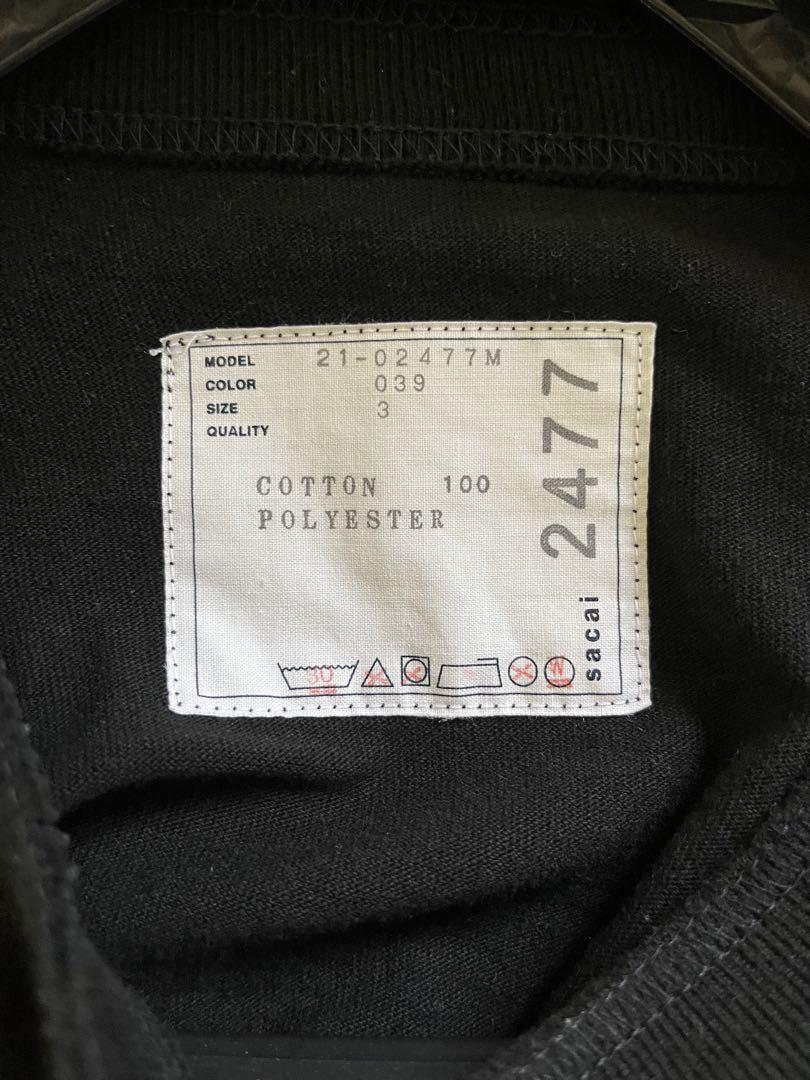 MODEL 21-02477M
COLOR 039
SIZE 3
QUALITY
COTTON 100
POLYESTER
30
W
sacai 2477